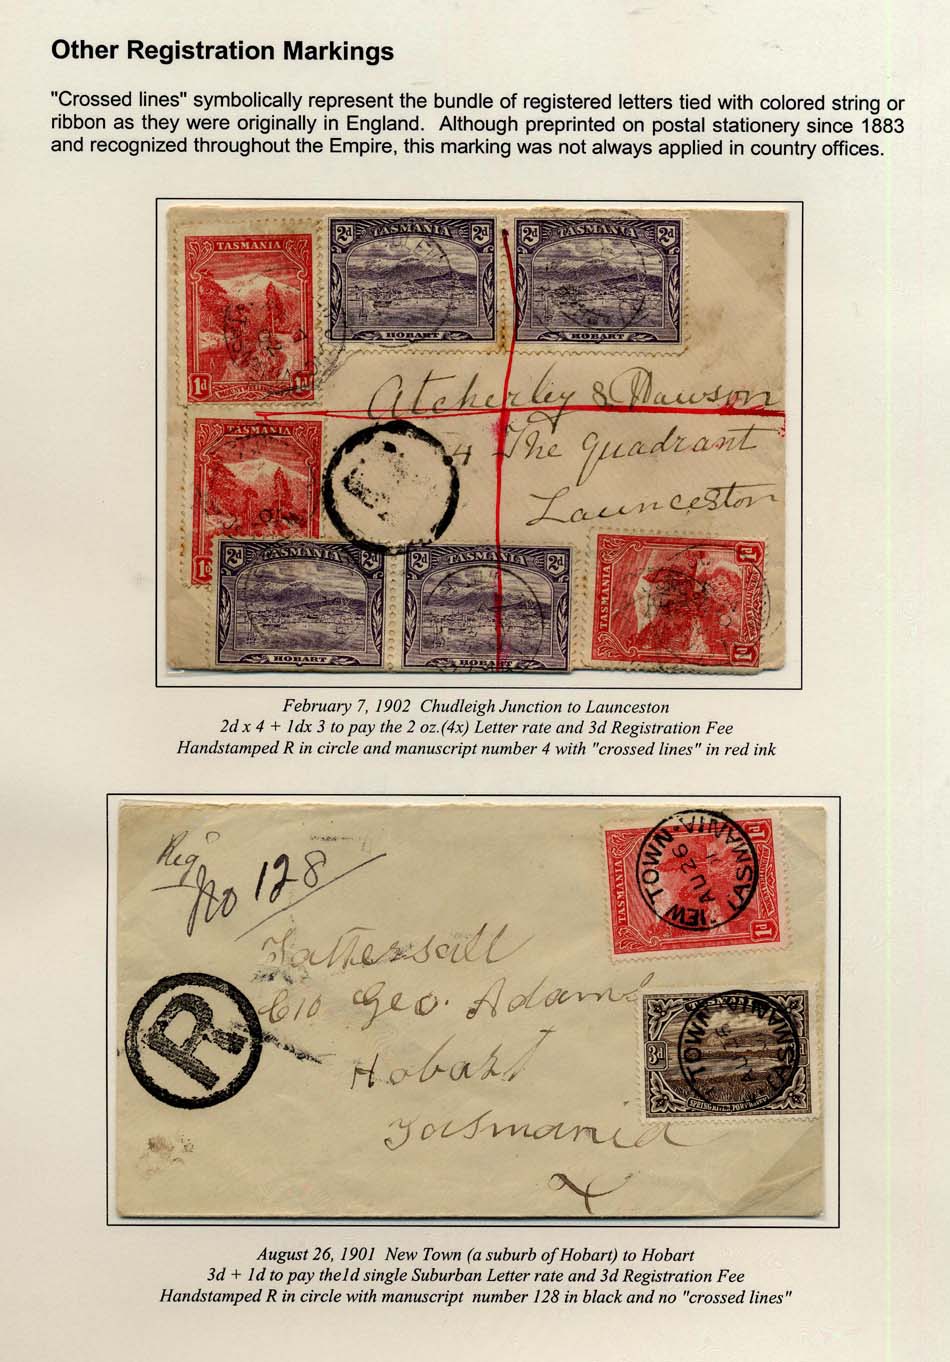 Other Registration Markings
"Crossed lines" symbolically represent the bundle of registered letters tied with colored string or
ribbon as they were originally in England. Although preprinted on postal stationery since 1883
and recognized throughout the Empire, this marking was not always applied in country offices.
TASMANIA
1d 1d
2d TASMANIA 2d
HOBART
2d TASMANIA 2d
HOBART
Atcherley & Dawson
4 The Quadrant
Launceston
TASMANIA
1d
2d TASMANIA 2d
HOBART
2d TASMANIA 2d
HOBART
TASMANIA
1d 1d
February 7, 1902 Chudleigh Junction to Launceston
2d x 4 + 1dx 3 to pay the 2 oz.(4x) Letter rate and 3d Registration Fee
Handstamped R in circle and manuscript number 4 with "crossed lines" in red ink
Reg
No 128
TASMANIA
1d 1d
NEW TOWN · TASMANIA
AU 26
Tattersall
C/o Geo. Adams
Hobart
Tasmania
R
3d
TOWN TASMANIA
August 26, 1901 New Town (a suburb of Hobart) to Hobart
3d + 1d to pay the1d single Suburban Letter rate and 3d Registration Fee
Handstamped R in circle with manuscript number 128 in black and no "crossed lines"